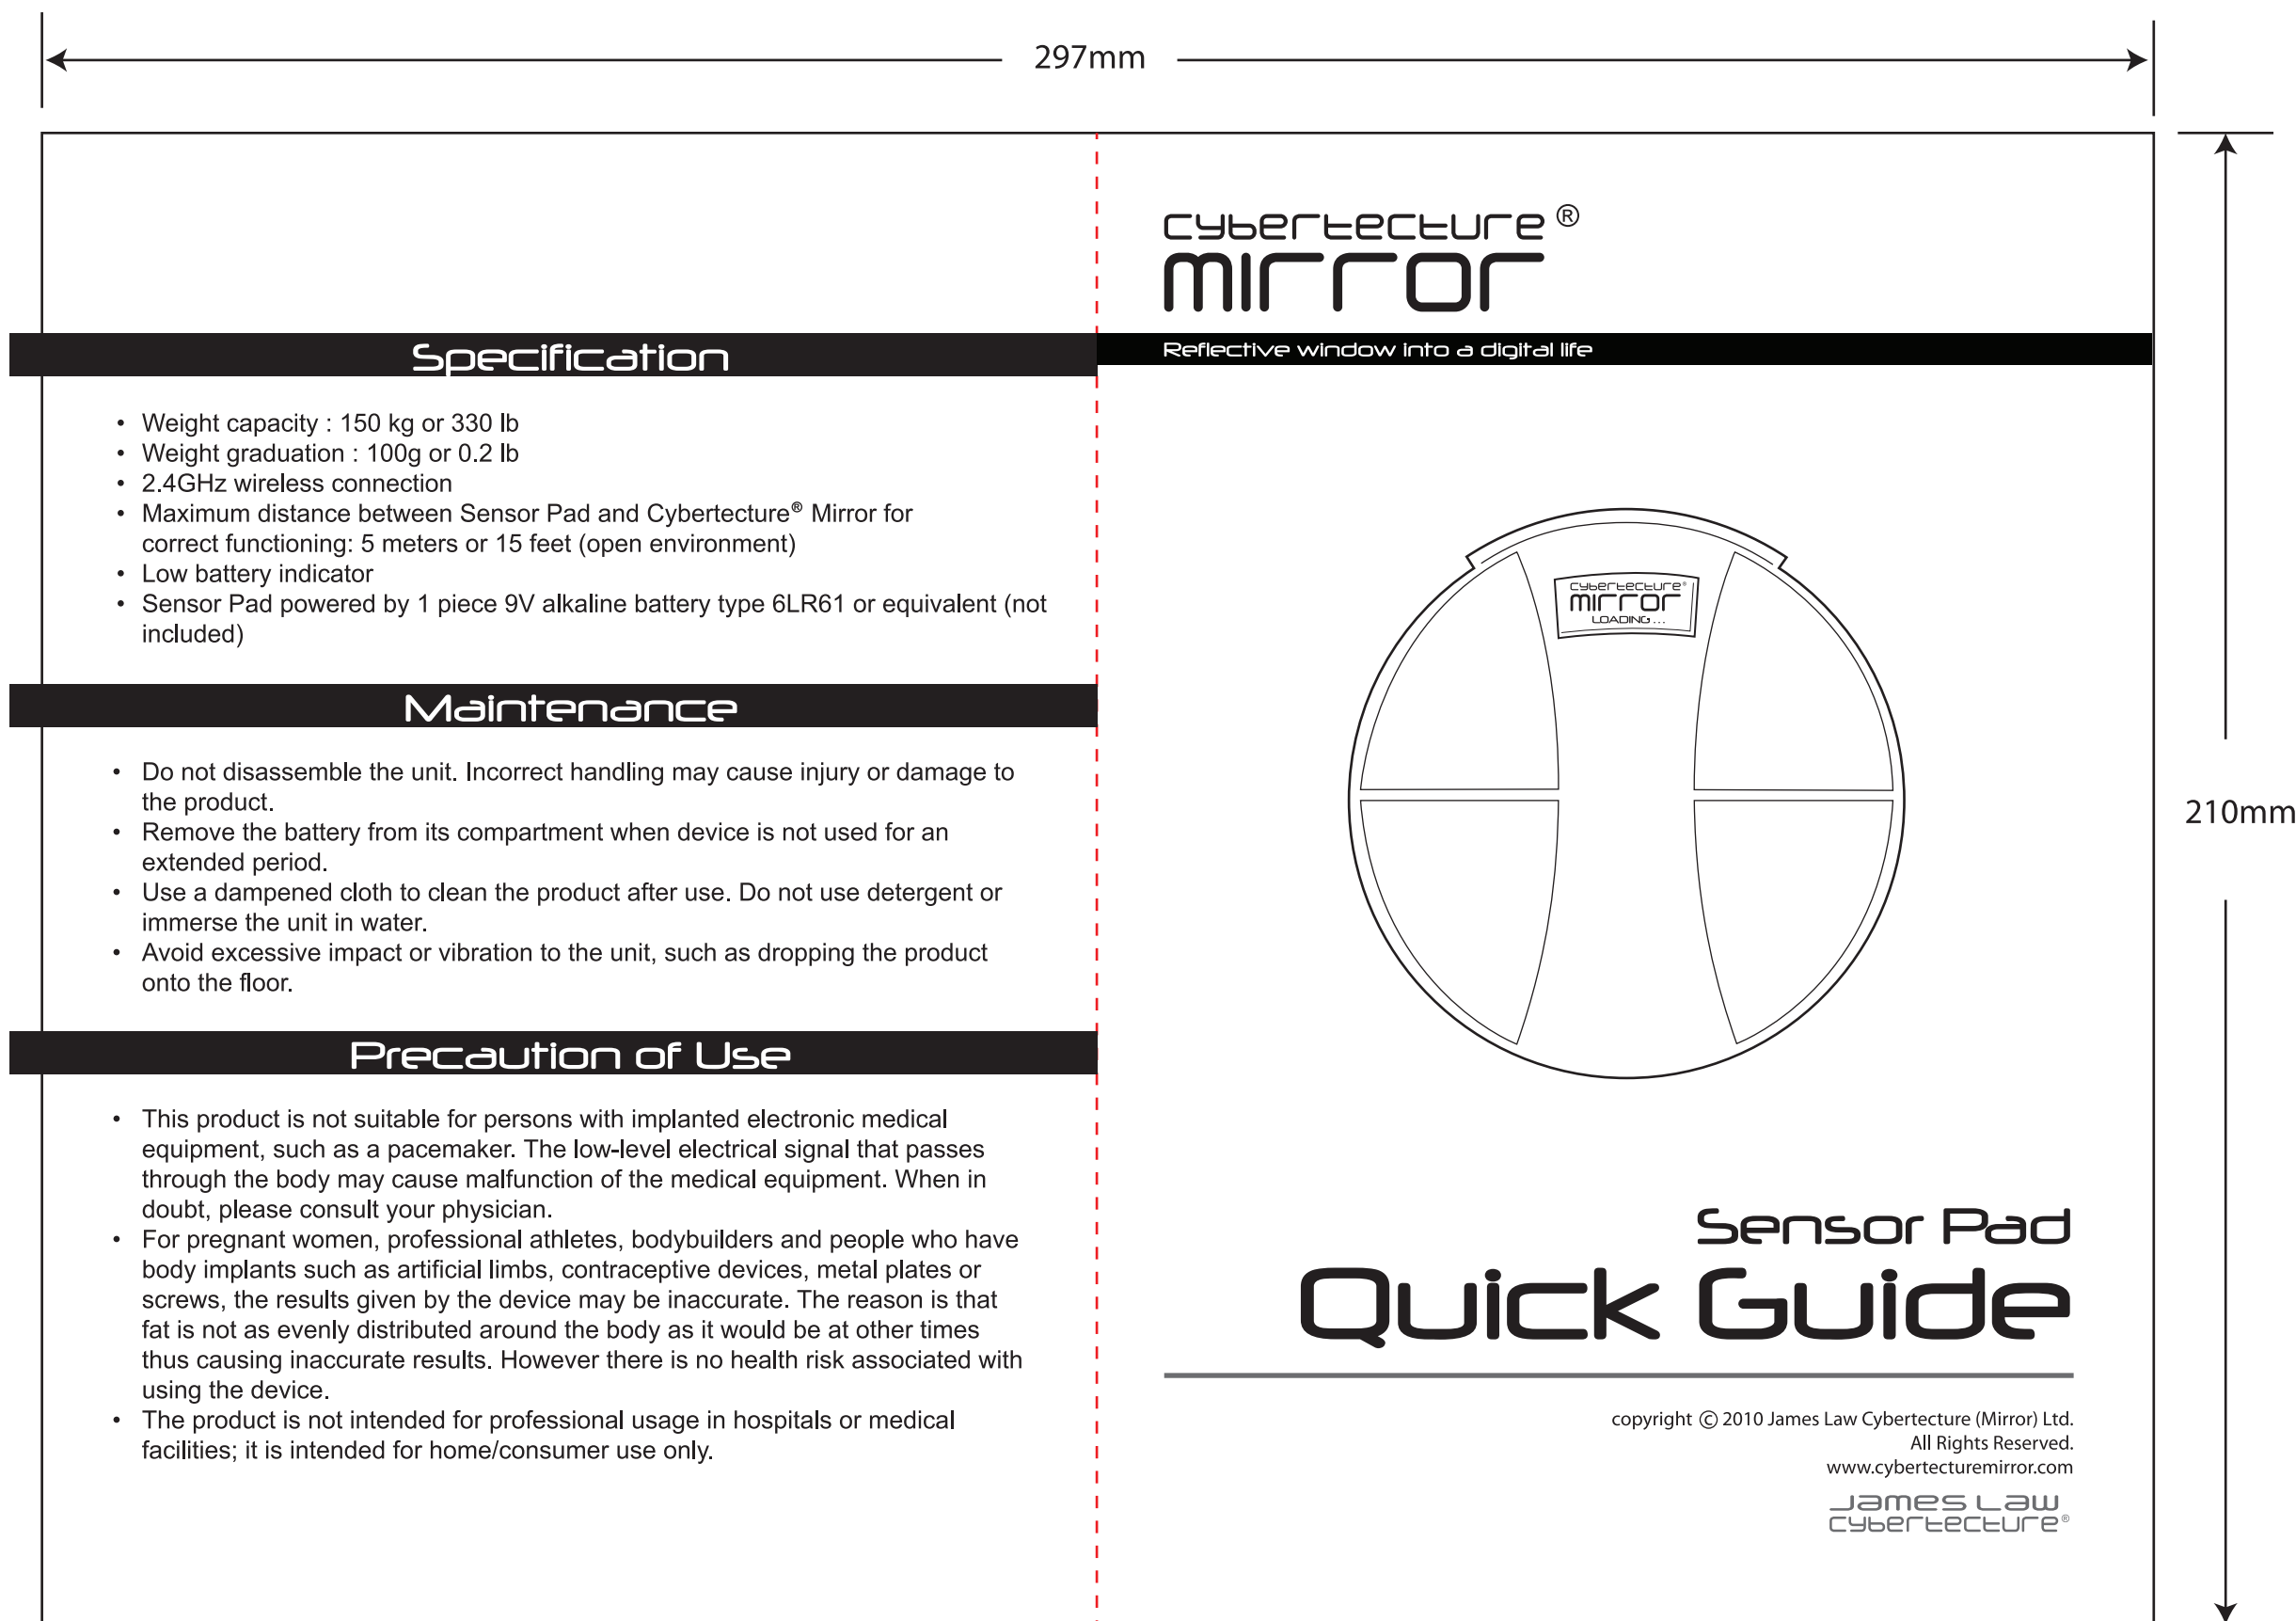 297mm
Specification
• Weight capacity : 150 kg or 330 lb
• Weight graduation : 100g or 0.2 lb
• 2.4GHz wireless connection
• Maximum distance between Sensor Pad and Cybertecture® Mirror for
correct functioning: 5 meters or 15 feet (open environment)
• Low battery indicator
• Sensor Pad powered by 1 piece 9V alkaline battery type 6LR61 or equivalent (not
included)
Maintenance
• Do not disassemble the unit. Incorrect handling may cause injury or damage to
the product.
• Remove the battery from its compartment when device is not used for an
extended period.
• Use a dampened cloth to clean the product after use. Do not use detergent or
immerse the unit in water.
• Avoid excessive impact or vibration to the unit, such as dropping the product
onto the floor.
Precaution of Use
• This product is not suitable for persons with implanted electronic medical
equipment, such as a pacemaker. The low-level electrical signal that passes
through the body may cause malfunction of the medical equipment. When in
doubt, please consult your physician.
• For pregnant women, professional athletes, bodybuilders and people who have
body implants such as artificial limbs, contraceptive devices, metal plates or
screws, the results given by the device may be inaccurate. The reason is that
fat is not as evenly distributed around the body as it would be at other times
thus causing inaccurate results. However there is no health risk associated with
using the device.
• The product is not intended for professional usage in hospitals or medical
facilities; it is intended for home/consumer use only.
cybertecture®
mirror
Reflective window into a digital life
cybertecture®
mirror
LOADING...
210mm
Sensor Pad
Quick Guide
copyright © 2010 James Law Cybertecture (Mirror) Ltd.
All Rights Reserved.
www.cybertecturemirror.com
James Law
cybertecture®